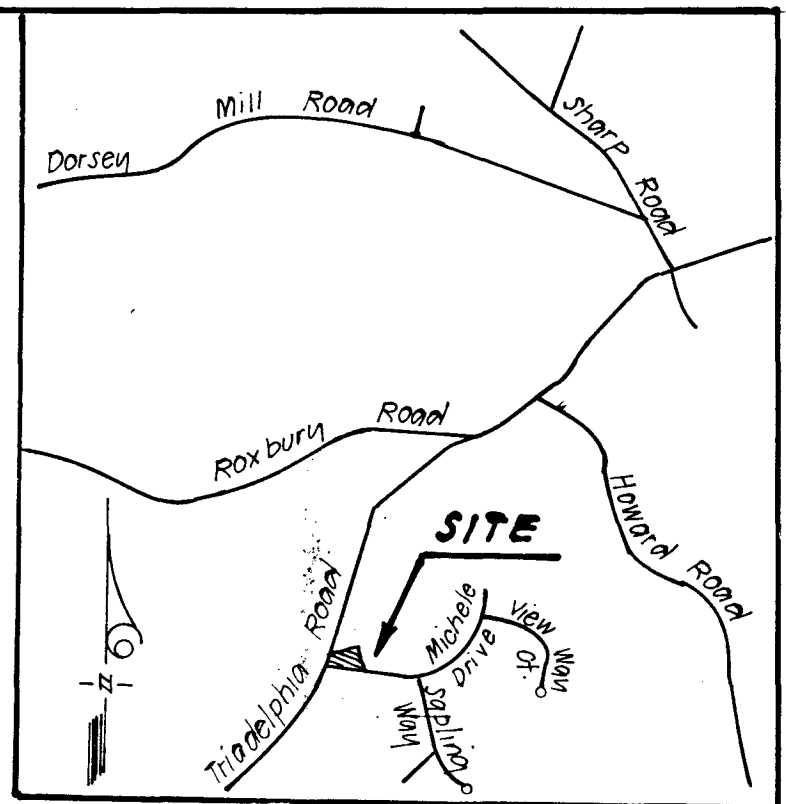 Dorsey Mill Road
Sharp Road
Roxbury Road
Howard Road
SITE
Triadelphia Road
Michele Drive
View Way Ct.
Sapling Way
N